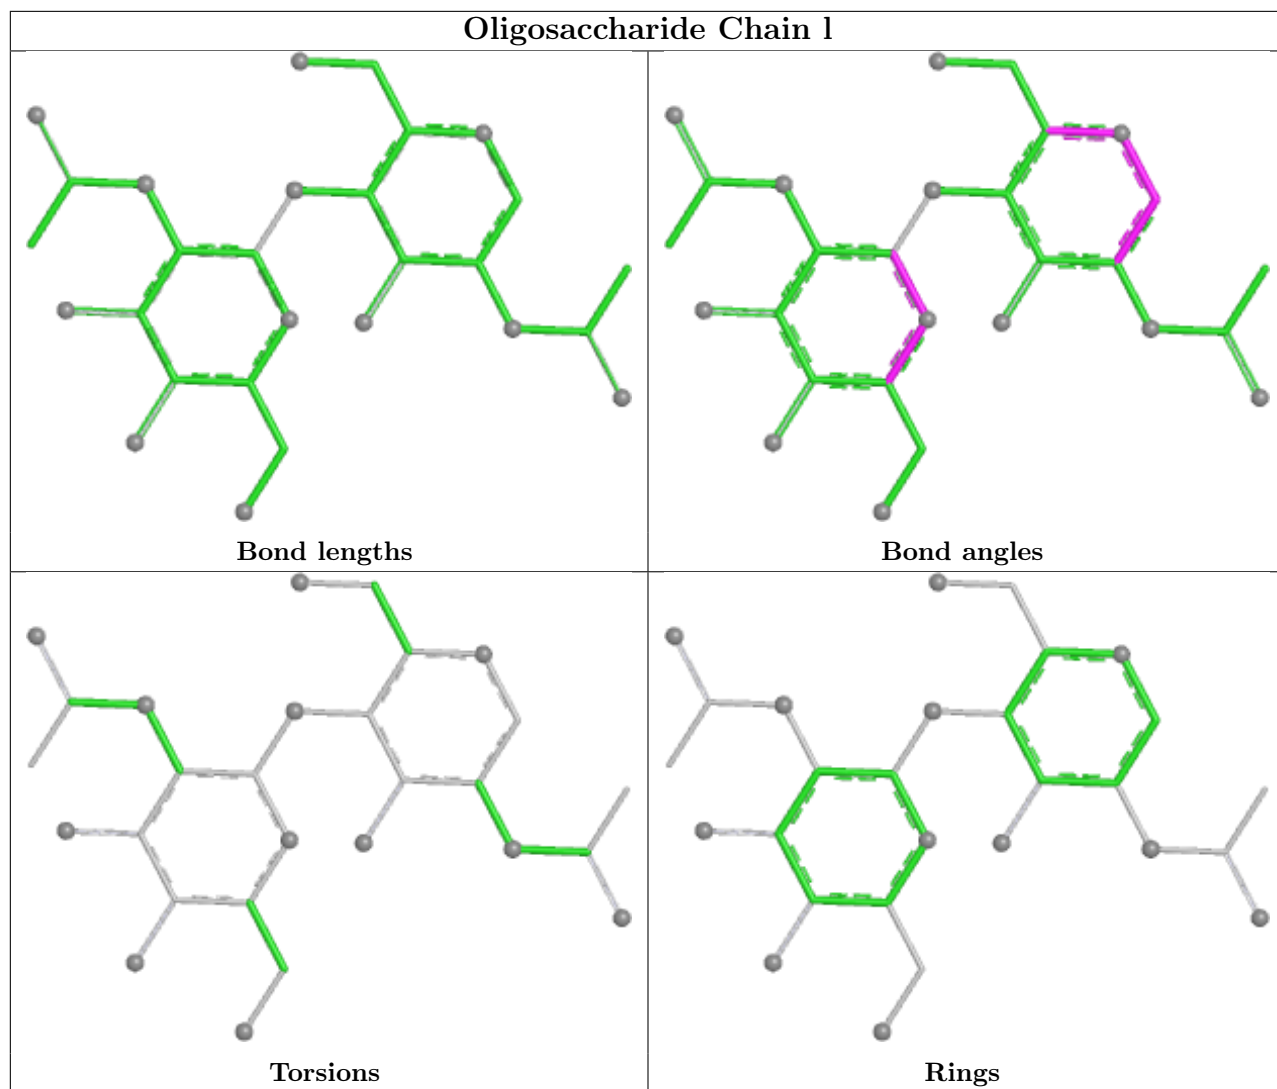 Oligosaccharide Chain l
Bond lengths
Bond angles
Torsions
Rings